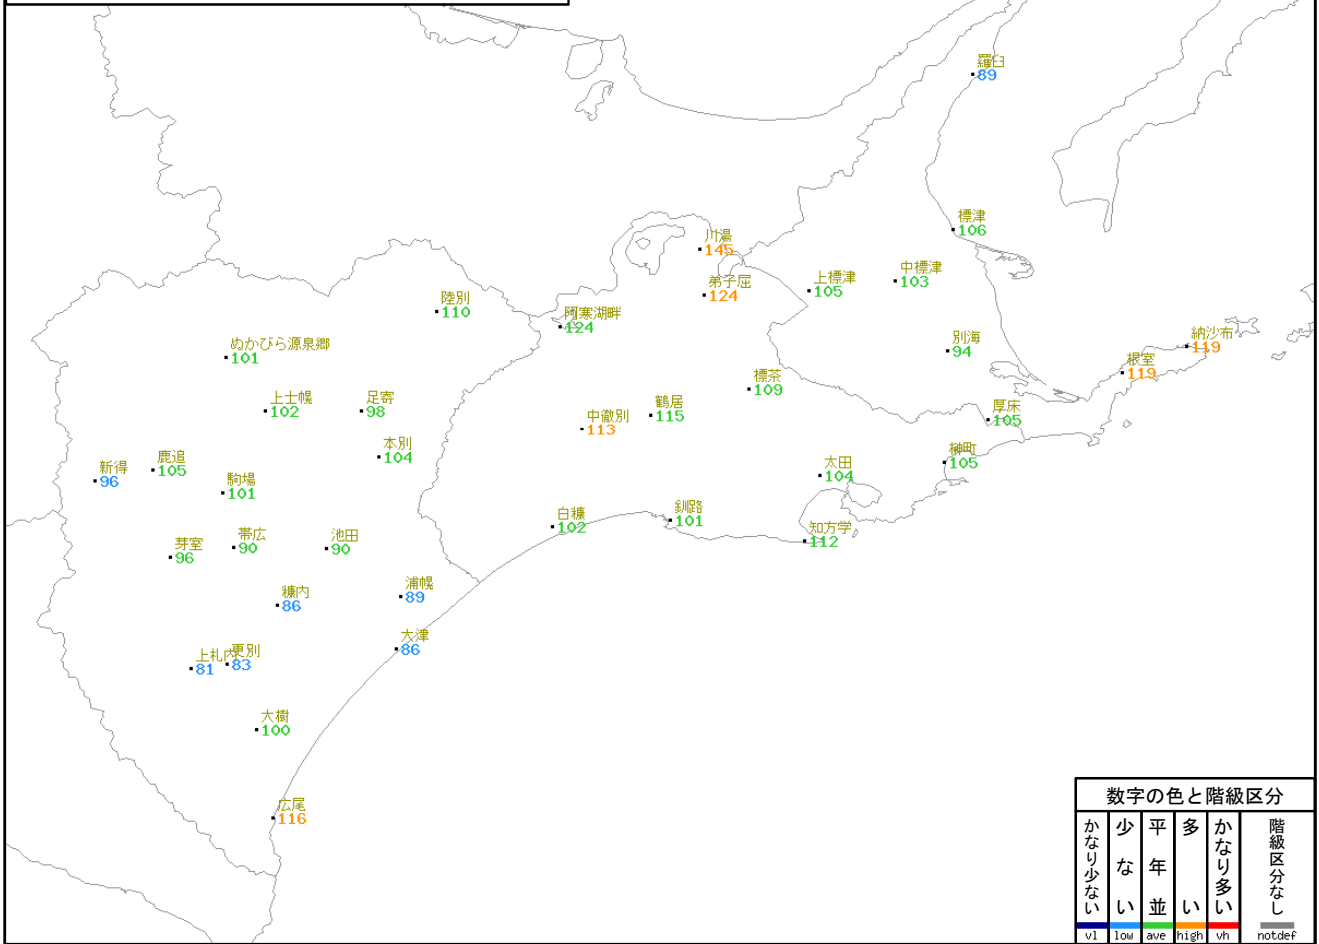 羅臼
89
標津
106
川湯
145
中標津
103
上標津
105
弟子屈
124
陸別
110
阿寒湖畔
124
ぬかびら源泉郷
101
別海
94
納沙布
119
根室
119
標茶
109
上士幌
102
足寄
98
鶴居
115
中徹別
113
厚床
105
本別
104
榊町
105
鹿追
105
新得
96
太田
104
駒場
101
白糠
102
釧路
101
知方学
112
帯広
90
池田
90
芽室
96
浦幌
89
糠内
86
大津
86
上札内
81
更別
83
大樹
100
広尾
116
数字の色と階級区分
かなり少ない
少ない
平年並
多い
かなり多い
階級区分なし
vl low ave high vh notdef